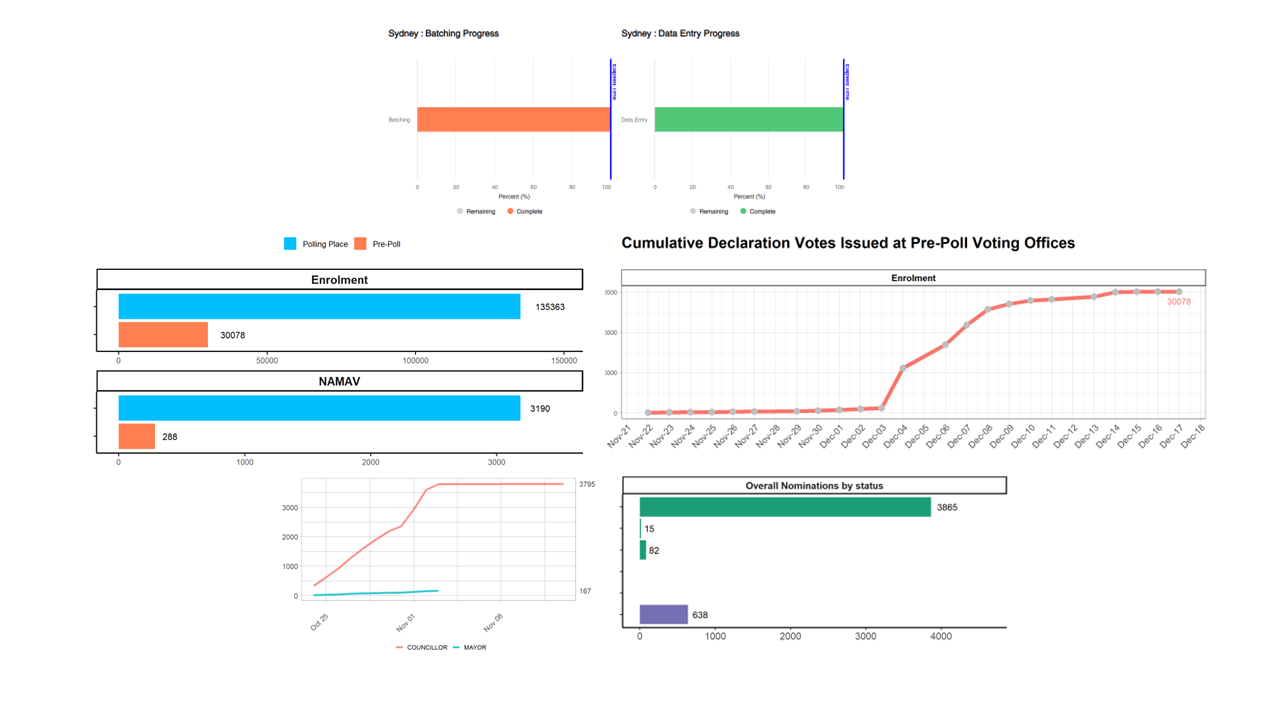 Sydney : Batching Progress
Sydney : Data Entry Progress
Batching
0 20 40 60 80 100
Percent (%)
Remaining Complete
Data Entry
0 20 40 60 80 100
Percent (%)
Remaining Complete
Polling Place Pre-Poll
Enrolment
135363
30078
0 50000 100000 150000
NAMAV
3190
288
0 1000 2000 3000
Cumulative Declaration Votes Issued at Pre-Poll Voting Offices
Enrolment
30078
0
Nov-21 Nov-22 Nov-23 Nov-24 Nov-25 Nov-26 Nov-27 Nov-28 Nov-29 Nov-30 Dec-01 Dec-02 Dec-03 Dec-04 Dec-05 Dec-06 Dec-07 Dec-08 Dec-09 Dec-10 Dec-11 Dec-12 Dec-13 Dec-14 Dec-15 Dec-16 Dec-17 Dec-18
3795
3000
2000
1000
0
167
Oct 25 Nov 01 Nov 08
COUNCILLOR MAYOR
Overall Nominations by status
3865
15
82
638
0 1000 2000 3000 4000